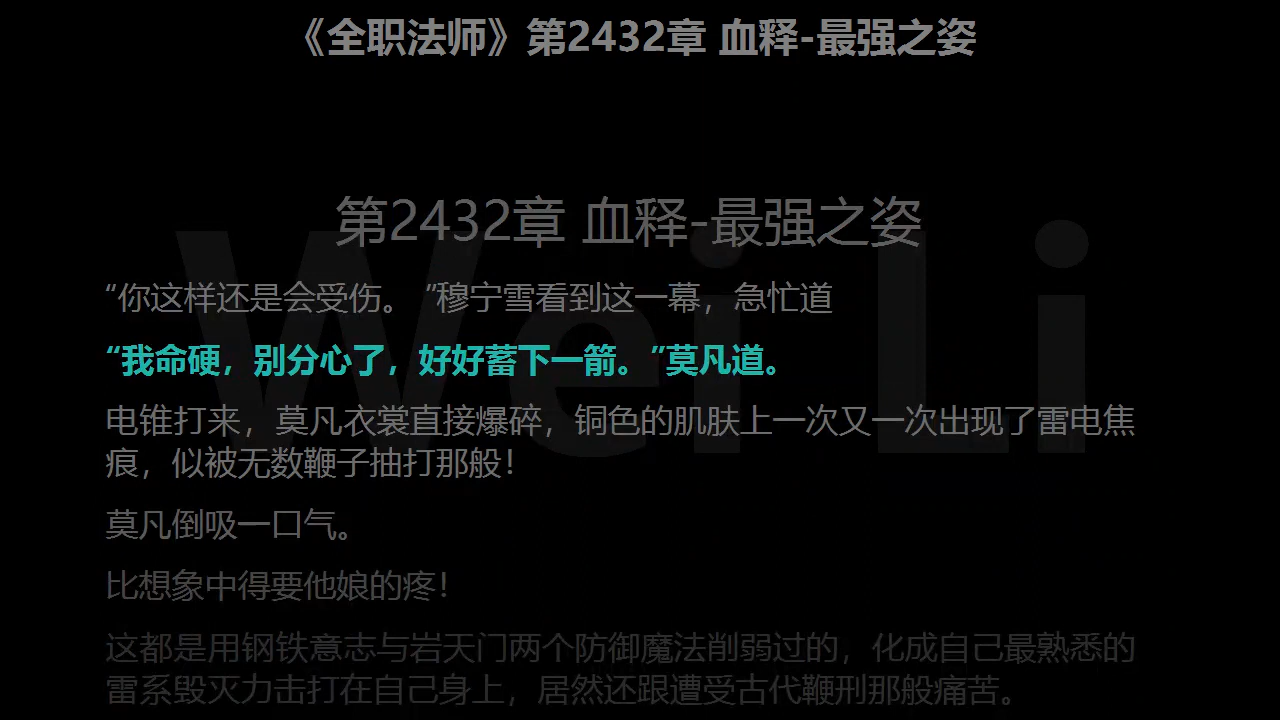 《全职法师》第2432章 血释-最强之姿
第2432章 血释-最强之姿
“你这样还是会受伤。”穆宁雪看到这一幕，急忙道
“我命硬，别分心了，好好蓄下一箭。”莫凡道。
电锥打来，莫凡衣裳直接爆碎，铜色的肌肤上一次又一次出现了雷电焦
痕，似被无数鞭子抽打那般！
莫凡倒吸一口气。
比想象中得要他娘的疼！
这都是用钢铁意志与岩天门两个防御魔法削弱过的，化成自己最熟悉的
雷系毁灭力击打在自己身上，居然还跟遭受古代鞭刑那般痛苦。
Wei Li